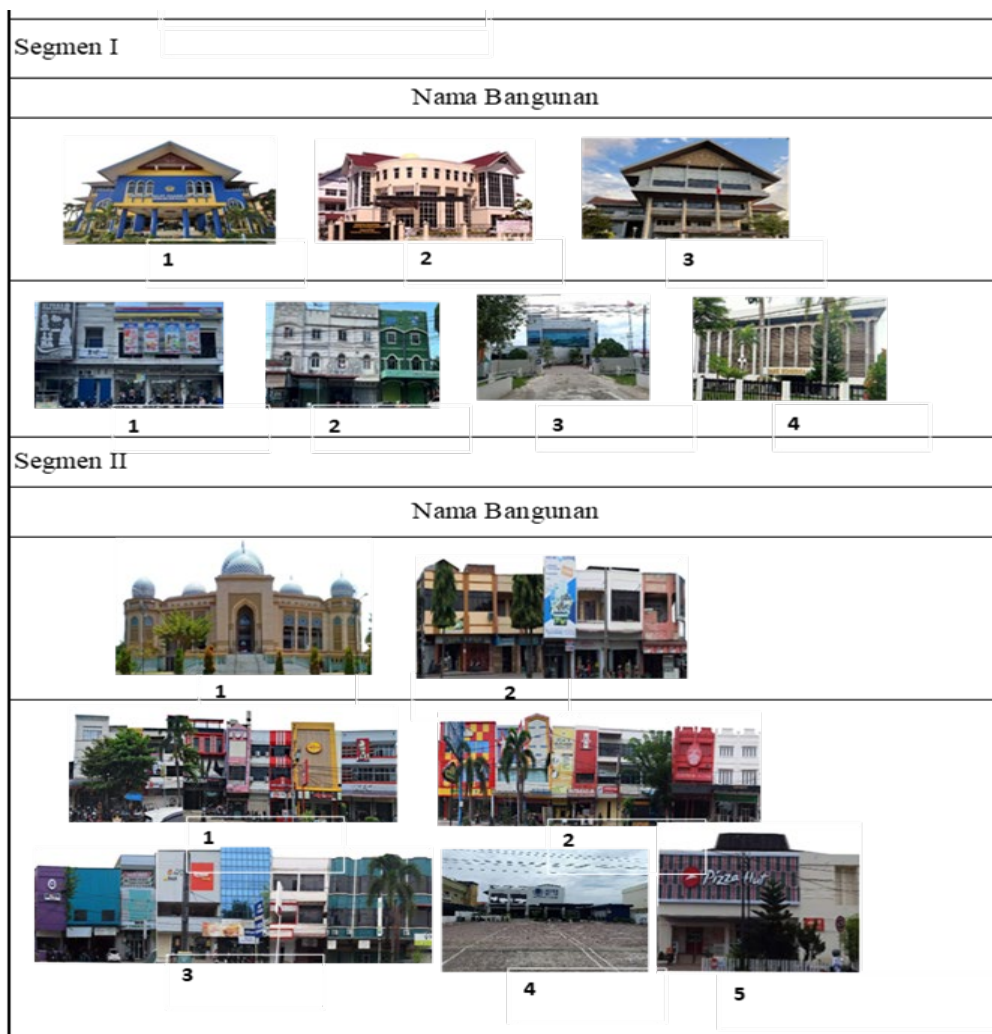 Segmen I
Nama Bangunan
1 2 3
1 2 3 4
Segmen II
Nama Bangunan
1 2
1 2
Pizza Hut
3 4 5